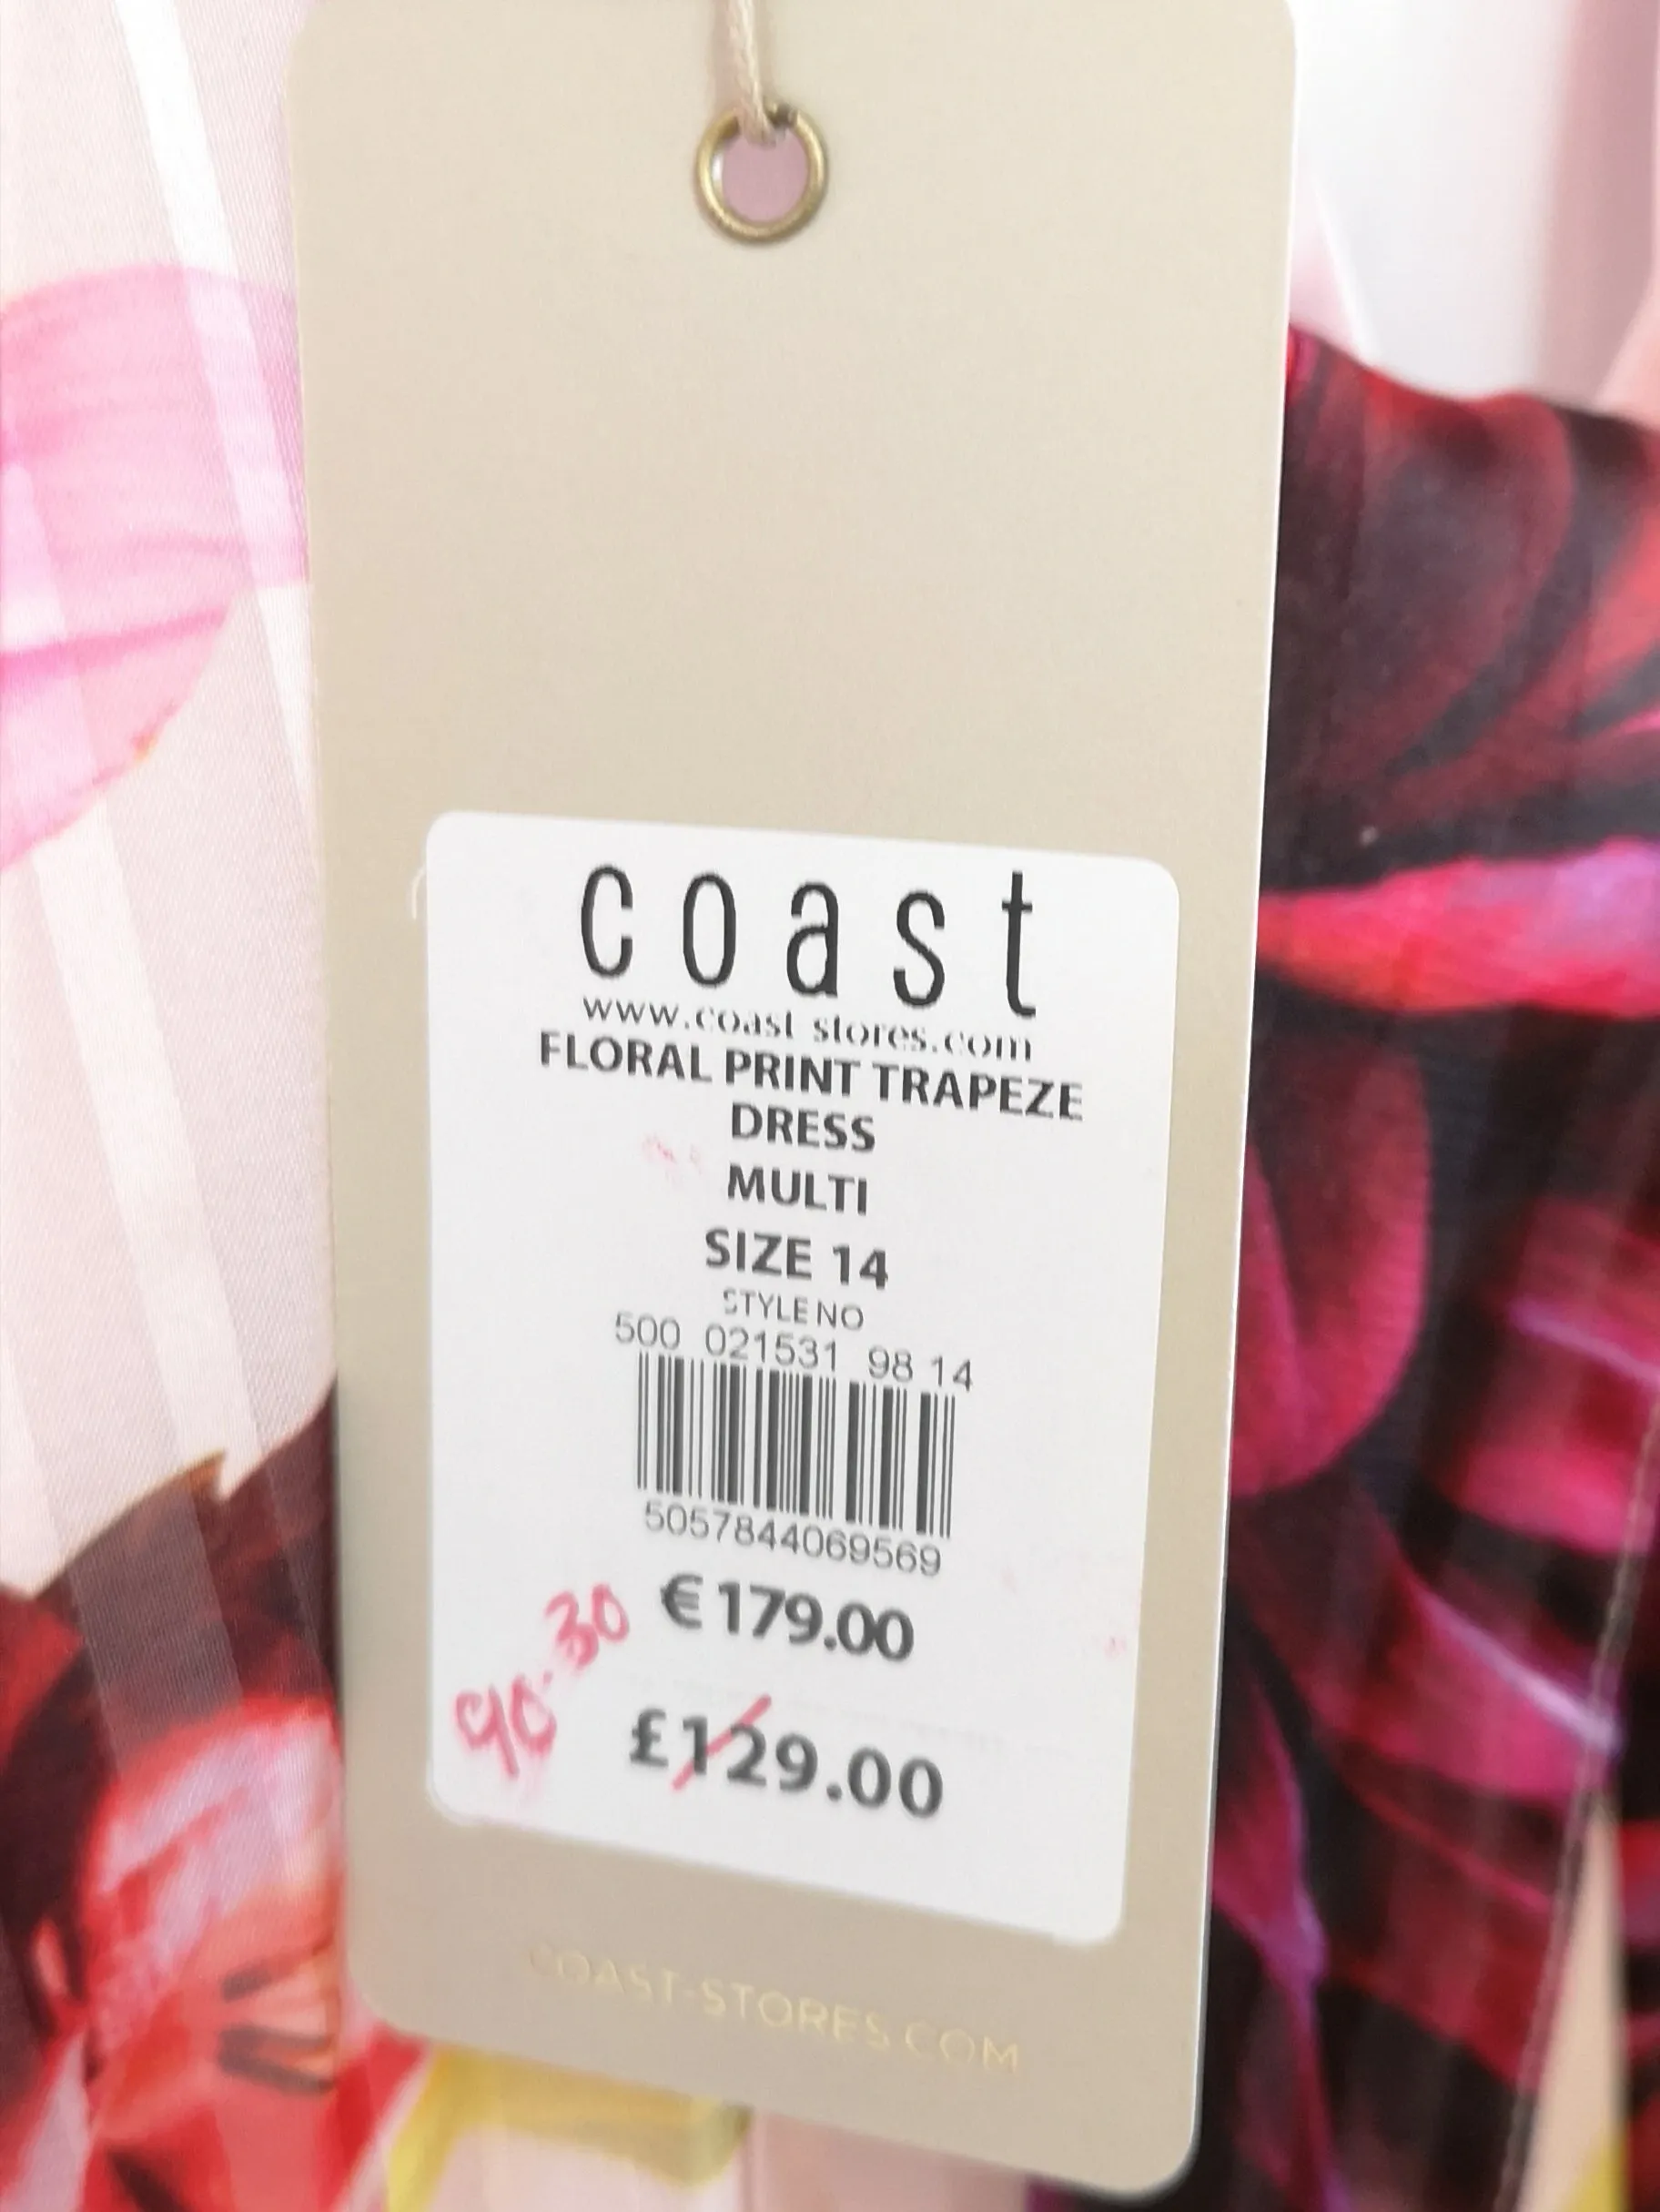 coast
www.coast-stores.com
FLORAL PRINT TRAPEZE
DRESS
MULTI
SIZE 14
STYLE NO
500 021531 98 14
5057844069569
€179.00
90.30
£129.00
COAST-STORES.COM